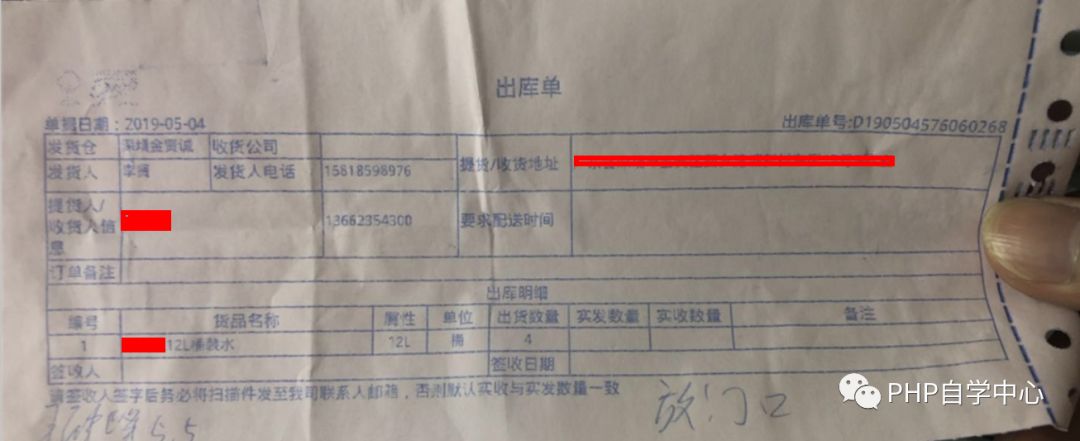 出库单
单据日期：2019-05-04
出库单号:D190504576060268
发货仓 深圳金贸诚 收货公司
提货/收货地址
发货人 李 发货人电话 15818598976
提货人/收货人信息 13662354300 要求配送时间
订单备注
出库明细
编号 货品名称 属性 单位 出货数量 实发数量 实收数量 备注
1 12L桶装水 12L 桶 4
签收人 签收日期
请签收人签字后务必将扫描件发至我司联系人邮箱，否则默认实收与实发数量一致
5.5
放门口
PHP自学中心